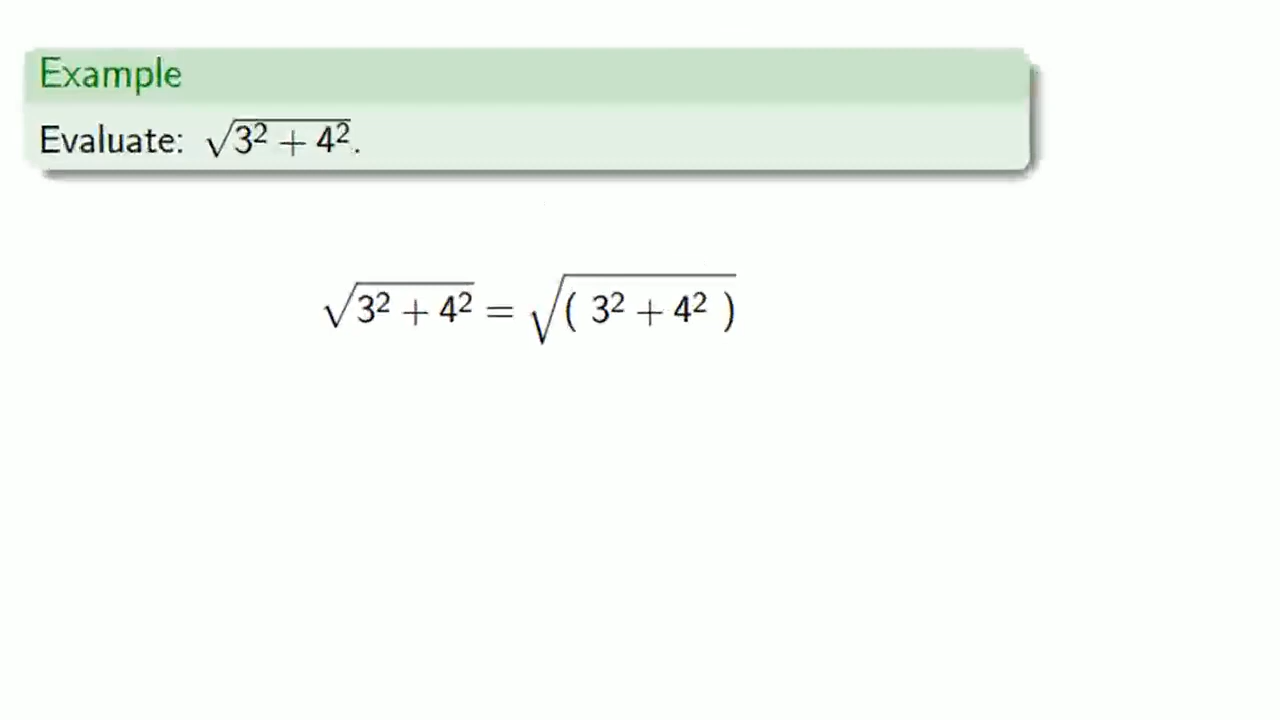 Example
Evaluate: √3² + 4².
√3² + 4² = √( 3² + 4² )